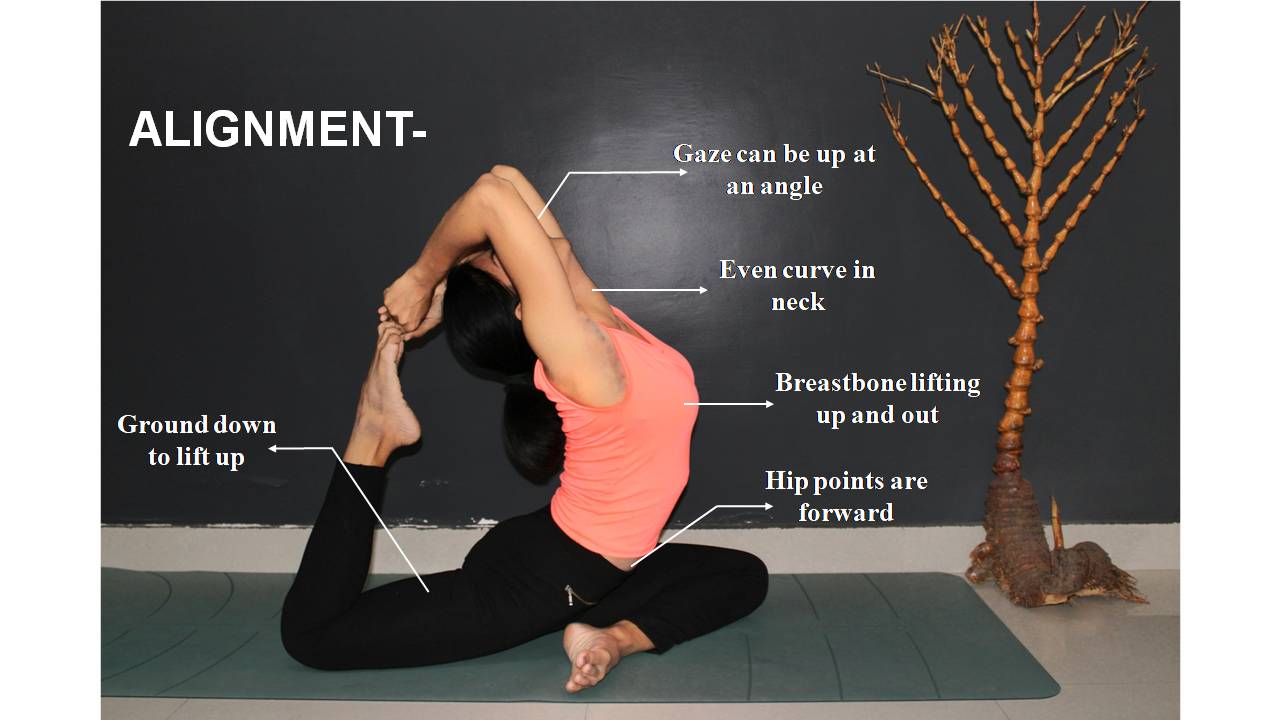 ALIGNMENT-
Gaze can be up at
an angle
Even curve in
neck
Breastbone lifting
up and out
Ground down
to lift up
Hip points are
forward